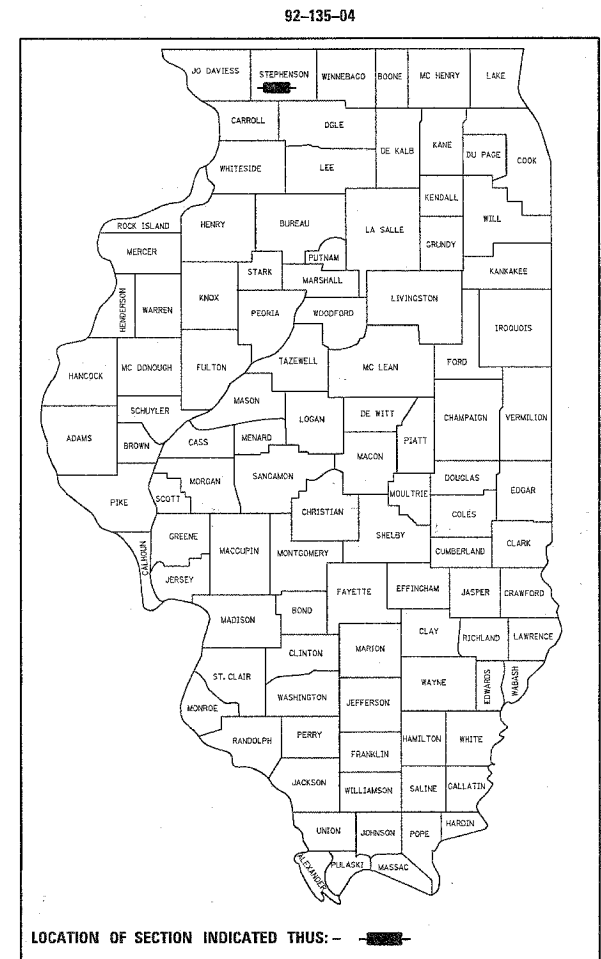 92-135-04
JO DAVIESS
STEPHENSON
WINNEBAGO
BOONE
MC HENRY
LAKE
CARROLL
OGLE
DE KALB
KANE
DU PAGE
COOK
WHITESIDE
LEE
KENDALL
WILL
ROCK ISLAND
HENRY
BUREAU
LA SALLE
GRUNDY
MERCER
PUTNAM
KANKAKEE
STARK
MARSHALL
HENDERSON
WARREN
KNOX
PEORIA
WOODFORD
LIVINGSTON
IROQUOIS
HANCOCK
MC DONOUGH
FULTON
TAZEWELL
MC LEAN
FORD
MASON
SCHUYLER
LOGAN
DE WITT
CHAMPAIGN
VERMILION
ADAMS
BROWN
CASS
MENARD
PIATT
MACON
MORGAN
SANGAMON
DOUGLAS
EDGAR
PIKE
SCOTT
MOULTRIE
CHRISTIAN
COLES
GREENE
MACOUPIN
MONTGOMERY
SHELBY
CUMBERLAND
CLARK
CALHOUN
JERSEY
FAYETTE
EFFINGHAM
JASPER
CRAWFORD
MADISON
BOND
CLAY
RICHLAND
LAWRENCE
CLINTON
MARION
ST. CLAIR
WAYNE
EDWARDS
WABASH
WASHINGTON
JEFFERSON
MONROE
RANDOLPH
PERRY
HAMILTON
WHITE
FRANKLIN
JACKSON
WILLIAMSON
SALINE
GALLATIN
UNION
JOHNSON
POPE
HARDIN
ALEXANDER
PULASKI
MASSAC
LOCATION OF SECTION INDICATED THUS: -